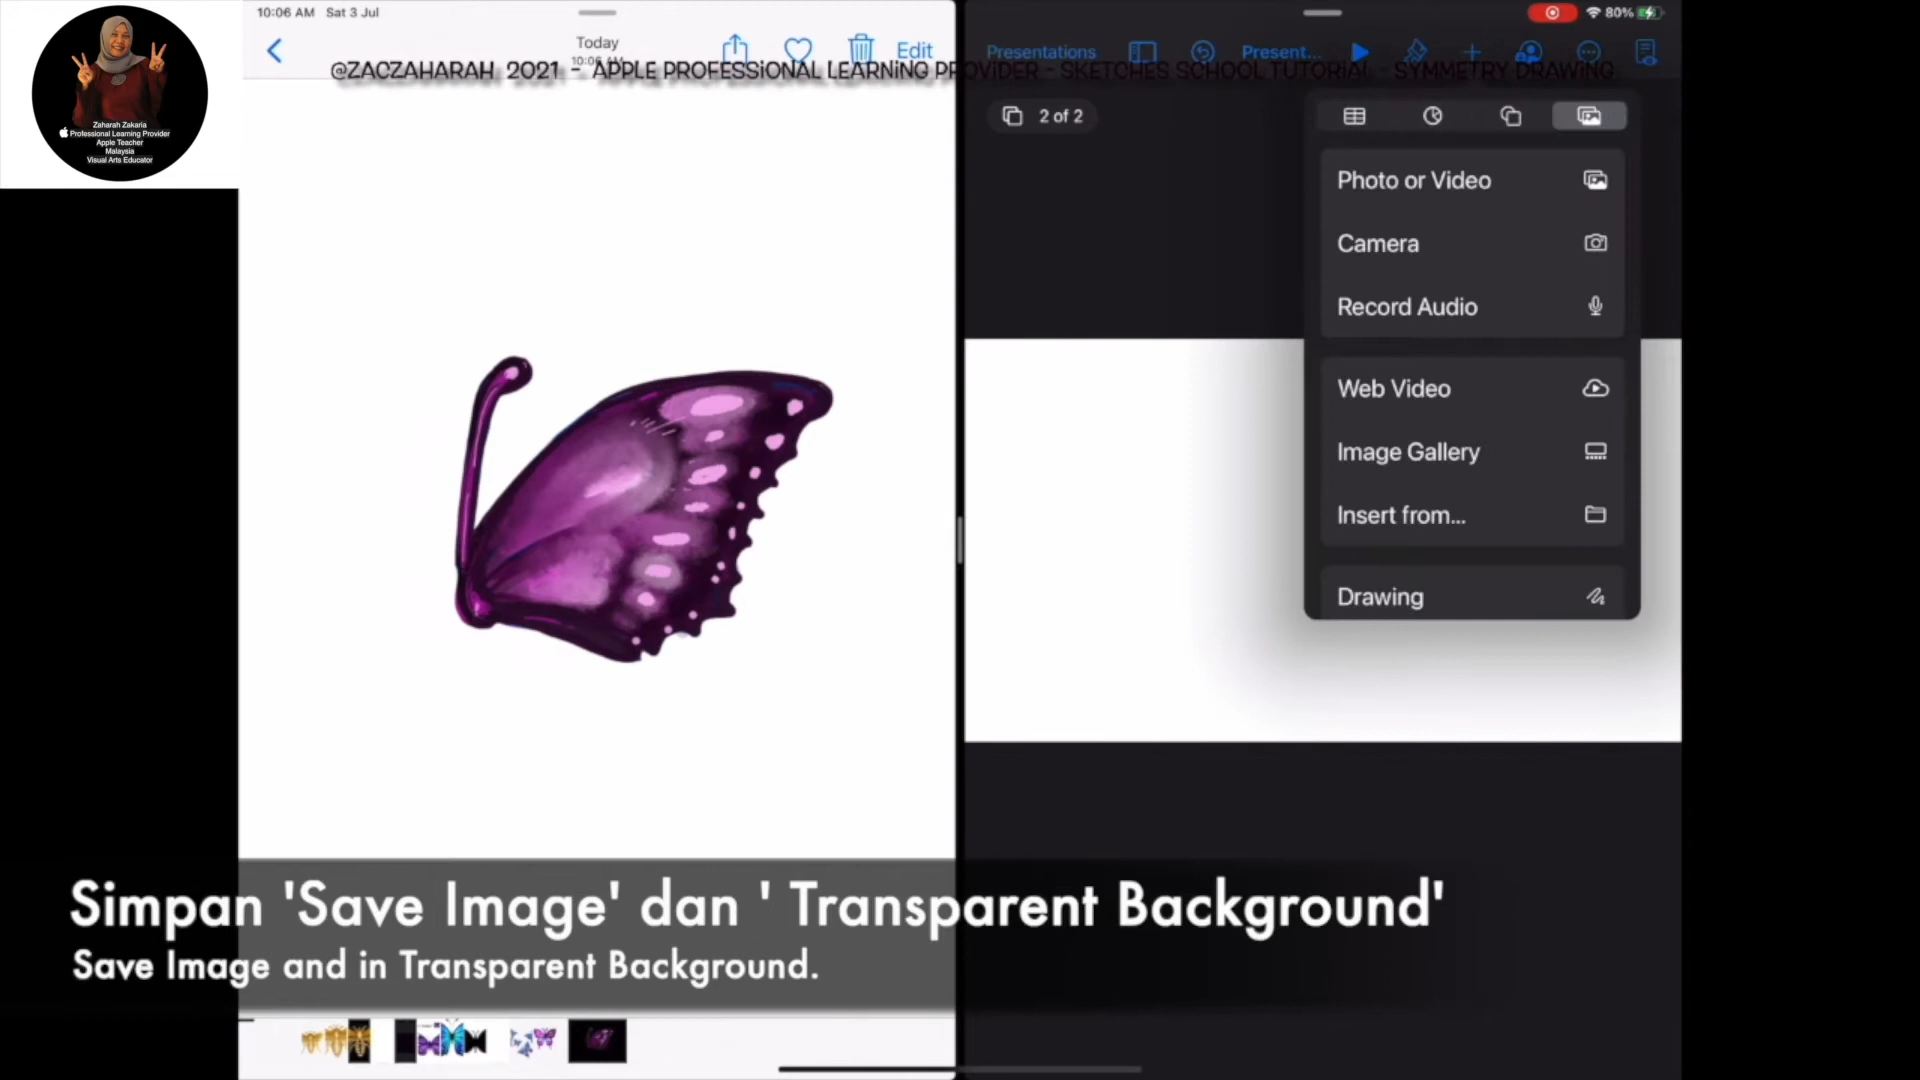 10:06 AM Sat 3 Jul
80%
Today
10:06 AM
Edit
Presentations
Present...
@ZACZAHARAH 2021 - APPLE PROFESSiONAL LEARNiNG PROViDER - SKETCHES SCHOOL TUTORiAL - SYMMETRY DRAWiNG
Zaharah Zakaria
Professional Learning Provider
Apple Teacher
Malaysia
Visual Arts Educator
2 of 2
Photo or Video
Camera
Record Audio
Web Video
Image Gallery
Insert from...
Drawing
Simpan 'Save Image' dan ' Transparent Background'
Save Image and in Transparent Background.